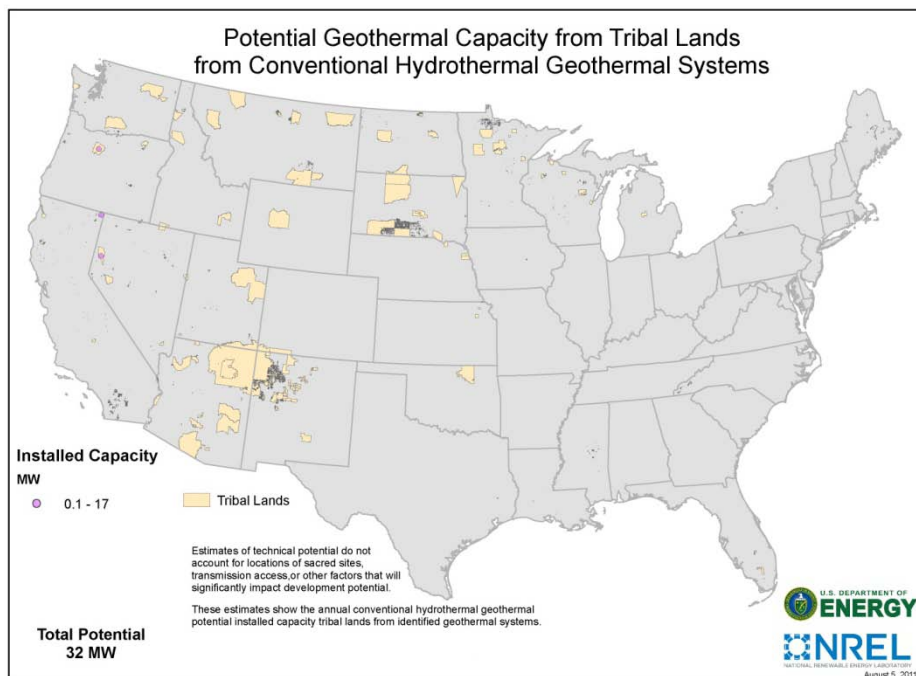 Potential Geothermal Capacity from Tribal Lands
from Conventional Hydrothermal Geothermal Systems
Installed Capacity
MW
0.1 - 17
Tribal Lands
Estimates of technical potential do not
account for locations of sacred sites,
transmission access,or other factors that will
significantly impact development potential.
These estimates show the annual conventional hydrothermal geothermal
potential installed capacity tribal lands from identified geothermal systems.
Total Potential
32 MW
U.S. DEPARTMENT OF
ENERGY
NREL
NATIONAL RENEWABLE ENERGY LABORATORY
August 5, 2011